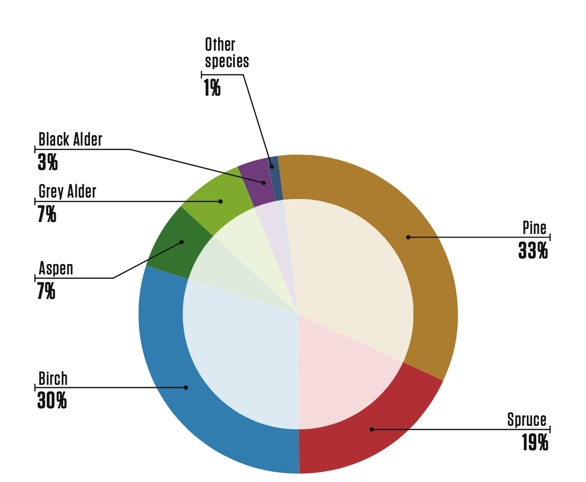 Other
species
1%
Black Alder
3%
Grey Alder
7%
Aspen
7%
Birch
30%
Pine
33%
Spruce
19%